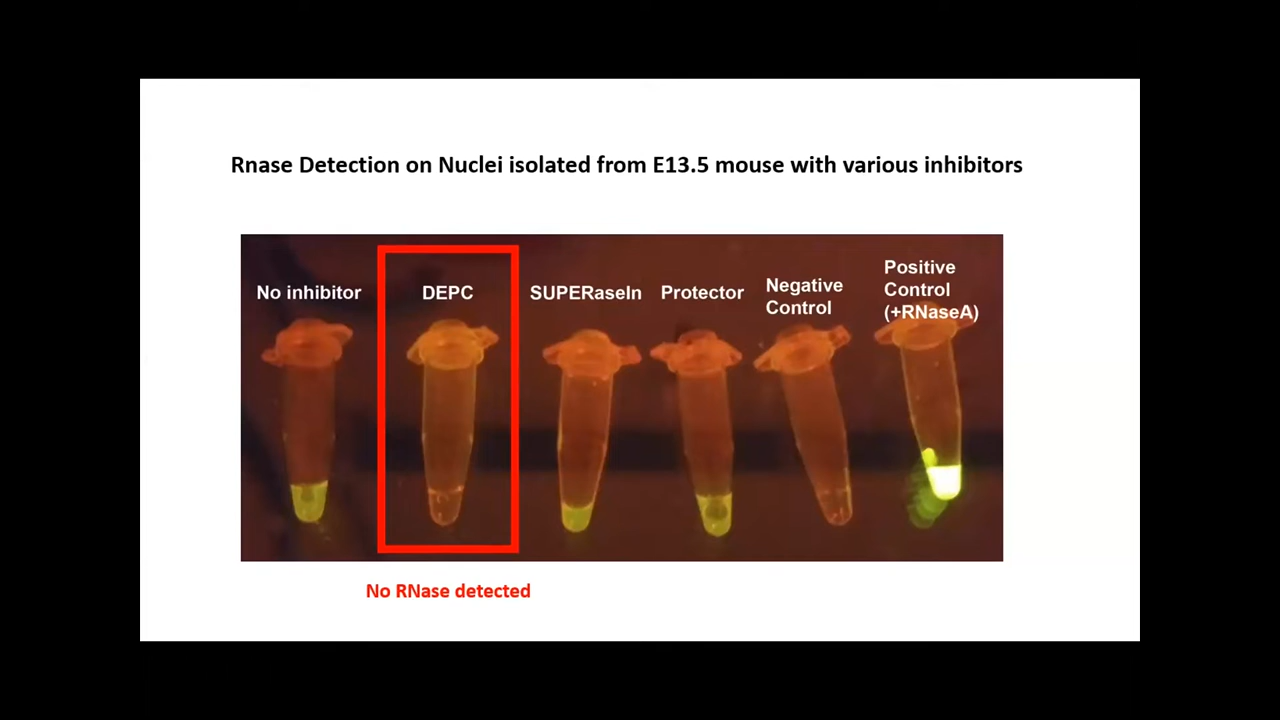 Rnase Detection on Nuclei isolated from E13.5 mouse with various inhibitors
No inhibitor
DEPC
SUPERaseIn
Protector
Negative
Control
Positive
Control
(+RNaseA)
No RNase detected